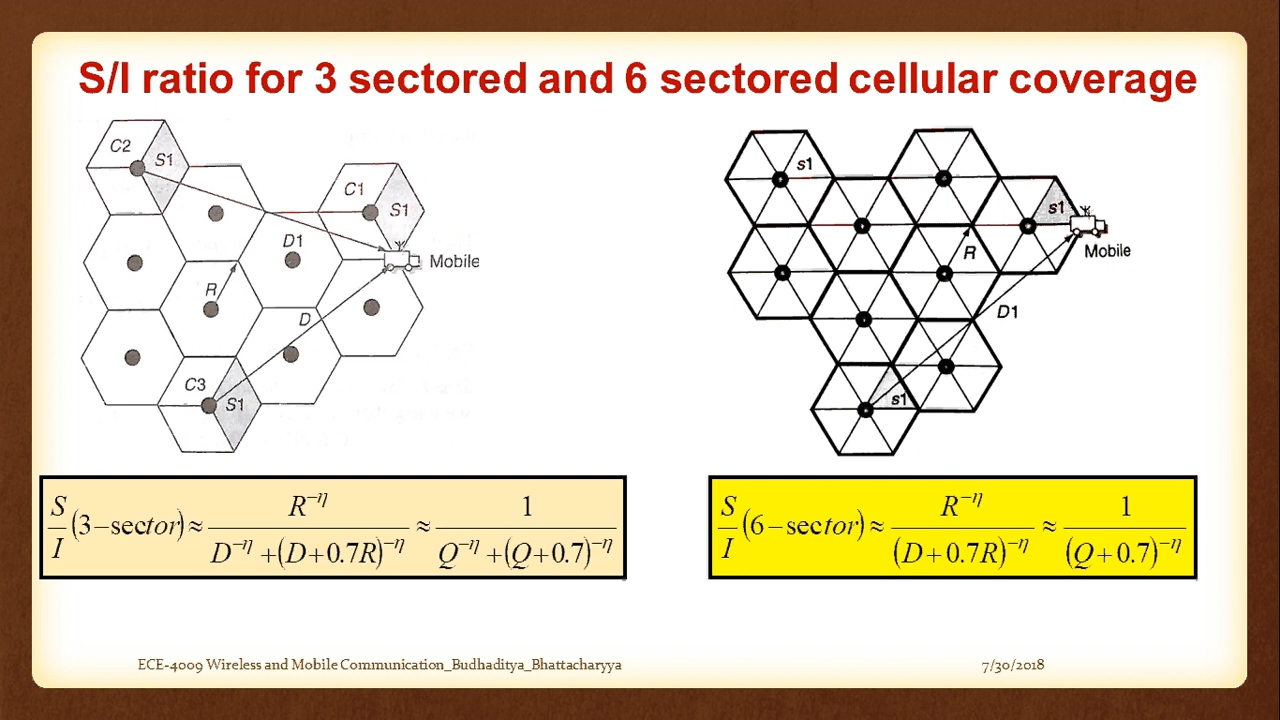 S/I ratio for 3 sectored and 6 sectored cellular coverage
C2
S1
C1
S1
D1
Mobile
R
D
C3
S1
s1
s1
Mobile
R
D1
s1
S/I (3−sector) ≈ R^−η / (D^−η + (D+0.7R)^−η) ≈ 1 / (Q^−η + (Q+0.7)^−η)
S/I (6−sector) ≈ R^−η / (D+0.7R)^−η ≈ 1 / (Q+0.7)^−η
ECE-4009 Wireless and Mobile Communication_Budhaditya_Bhattacharyya
7/30/2018